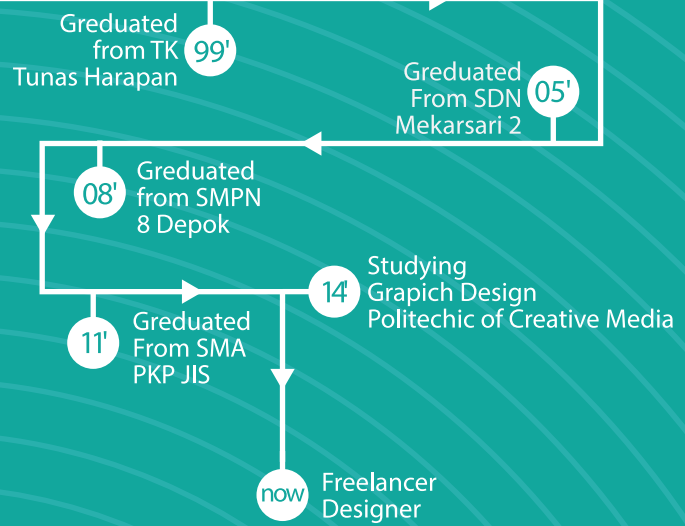 Greduated
from TK
Tunas Harapan
99'
Greduated
From SDN
Mekarsari 2
05'
08'
Greduated
from SMPN
8 Depok
11'
Greduated
From SMA
PKP JIS
14'
Studying
Grapich Design
Politechic of Creative Media
now
Freelancer
Designer